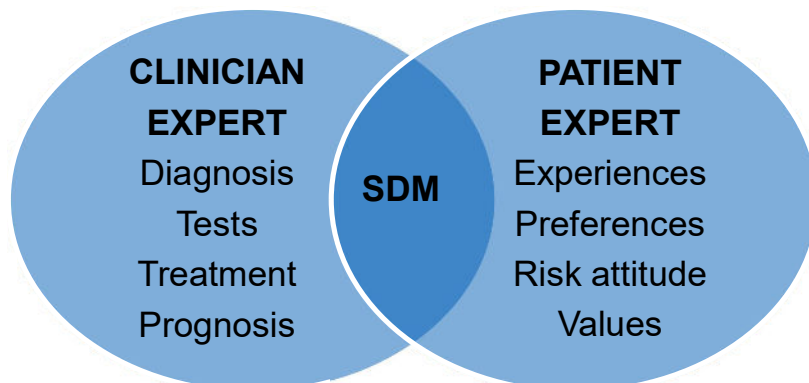 CLINICIAN
EXPERT
Diagnosis
Tests
Treatment
Prognosis
SDM
PATIENT
EXPERT
Experiences
Preferences
Risk attitude
Values